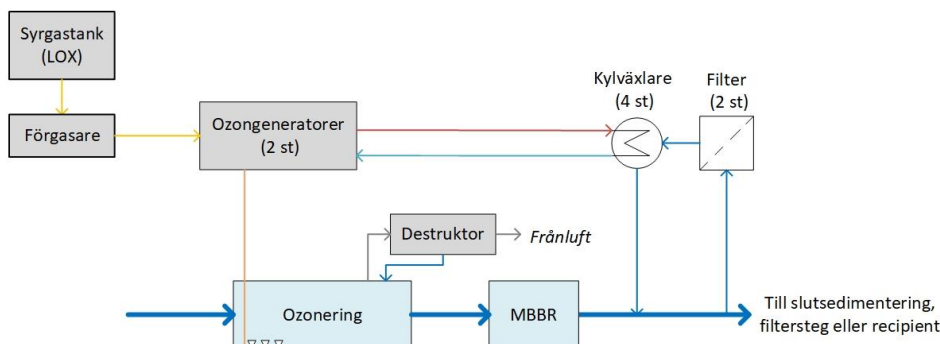 Syrgastank
(LOX)
Förgasare
Ozongeneratorer
(2 st)
Kylväxlare
(4 st)
Filter
(2 st)
Destruktor
Frånluft
Ozonering
MBBR
Till slutsedimentering,
filtersteg eller recipient